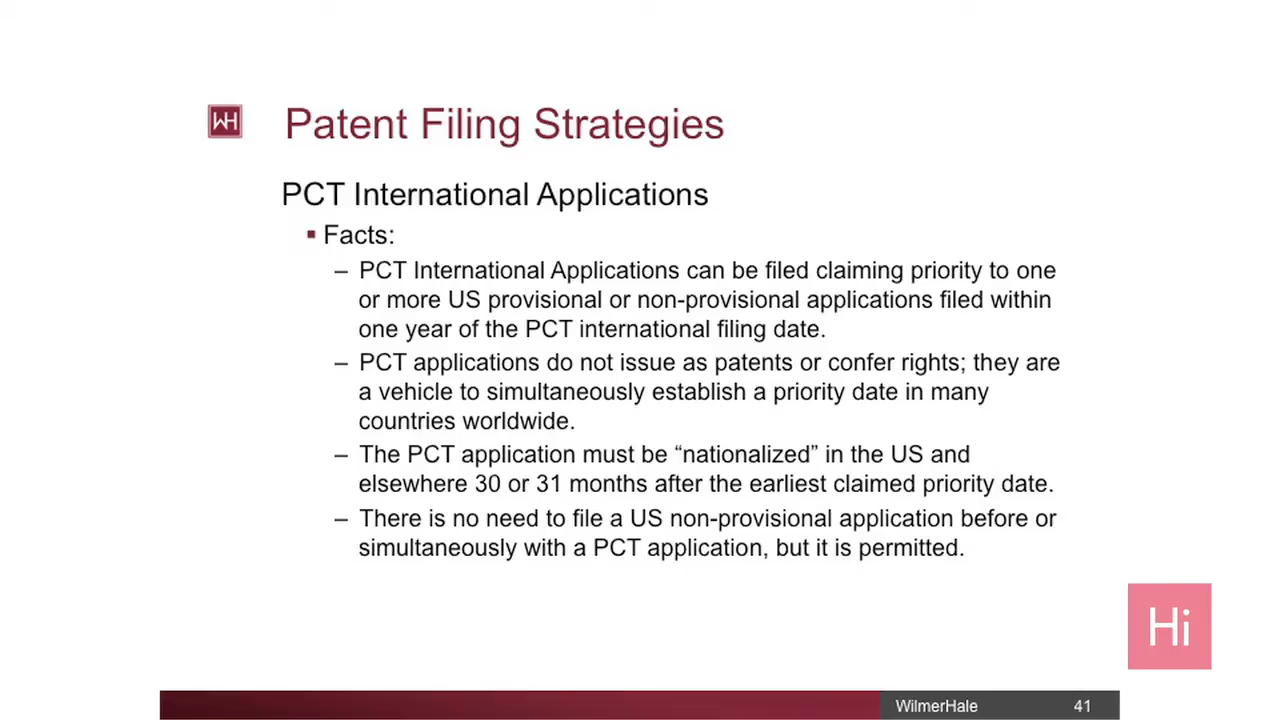 WH
Patent Filing Strategies
PCT International Applications
▪ Facts:
– PCT International Applications can be filed claiming priority to one
or more US provisional or non-provisional applications filed within
one year of the PCT international filing date.
– PCT applications do not issue as patents or confer rights; they are
a vehicle to simultaneously establish a priority date in many
countries worldwide.
– The PCT application must be “nationalized” in the US and
elsewhere 30 or 31 months after the earliest claimed priority date.
– There is no need to file a US non-provisional application before or
simultaneously with a PCT application, but it is permitted.
Hi
WilmerHale 41